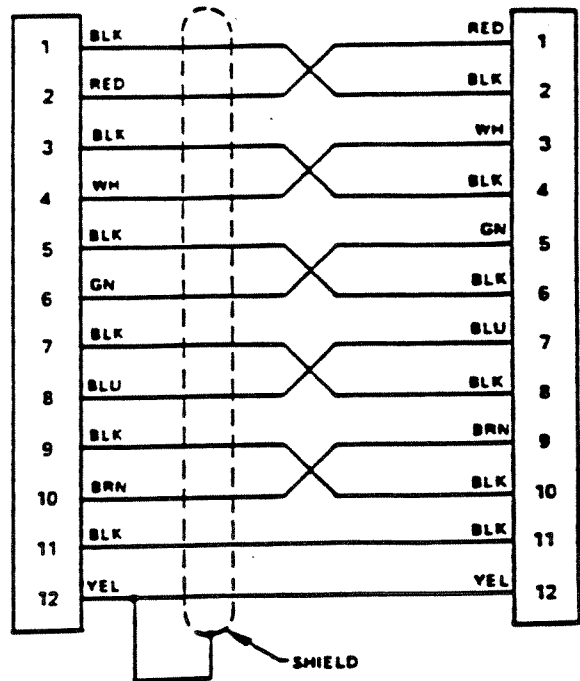 1 BLK RED 1
2 RED BLK 2
3 BLK WH 3
4 WH BLK 4
5 BLK GN 5
6 GN BLK 6
7 BLK BLU 7
8 BLU BLK 8
9 BLK BRN 9
10 BRN BLK 10
11 BLK BLK 11
12 YEL YEL 12
SHIELD